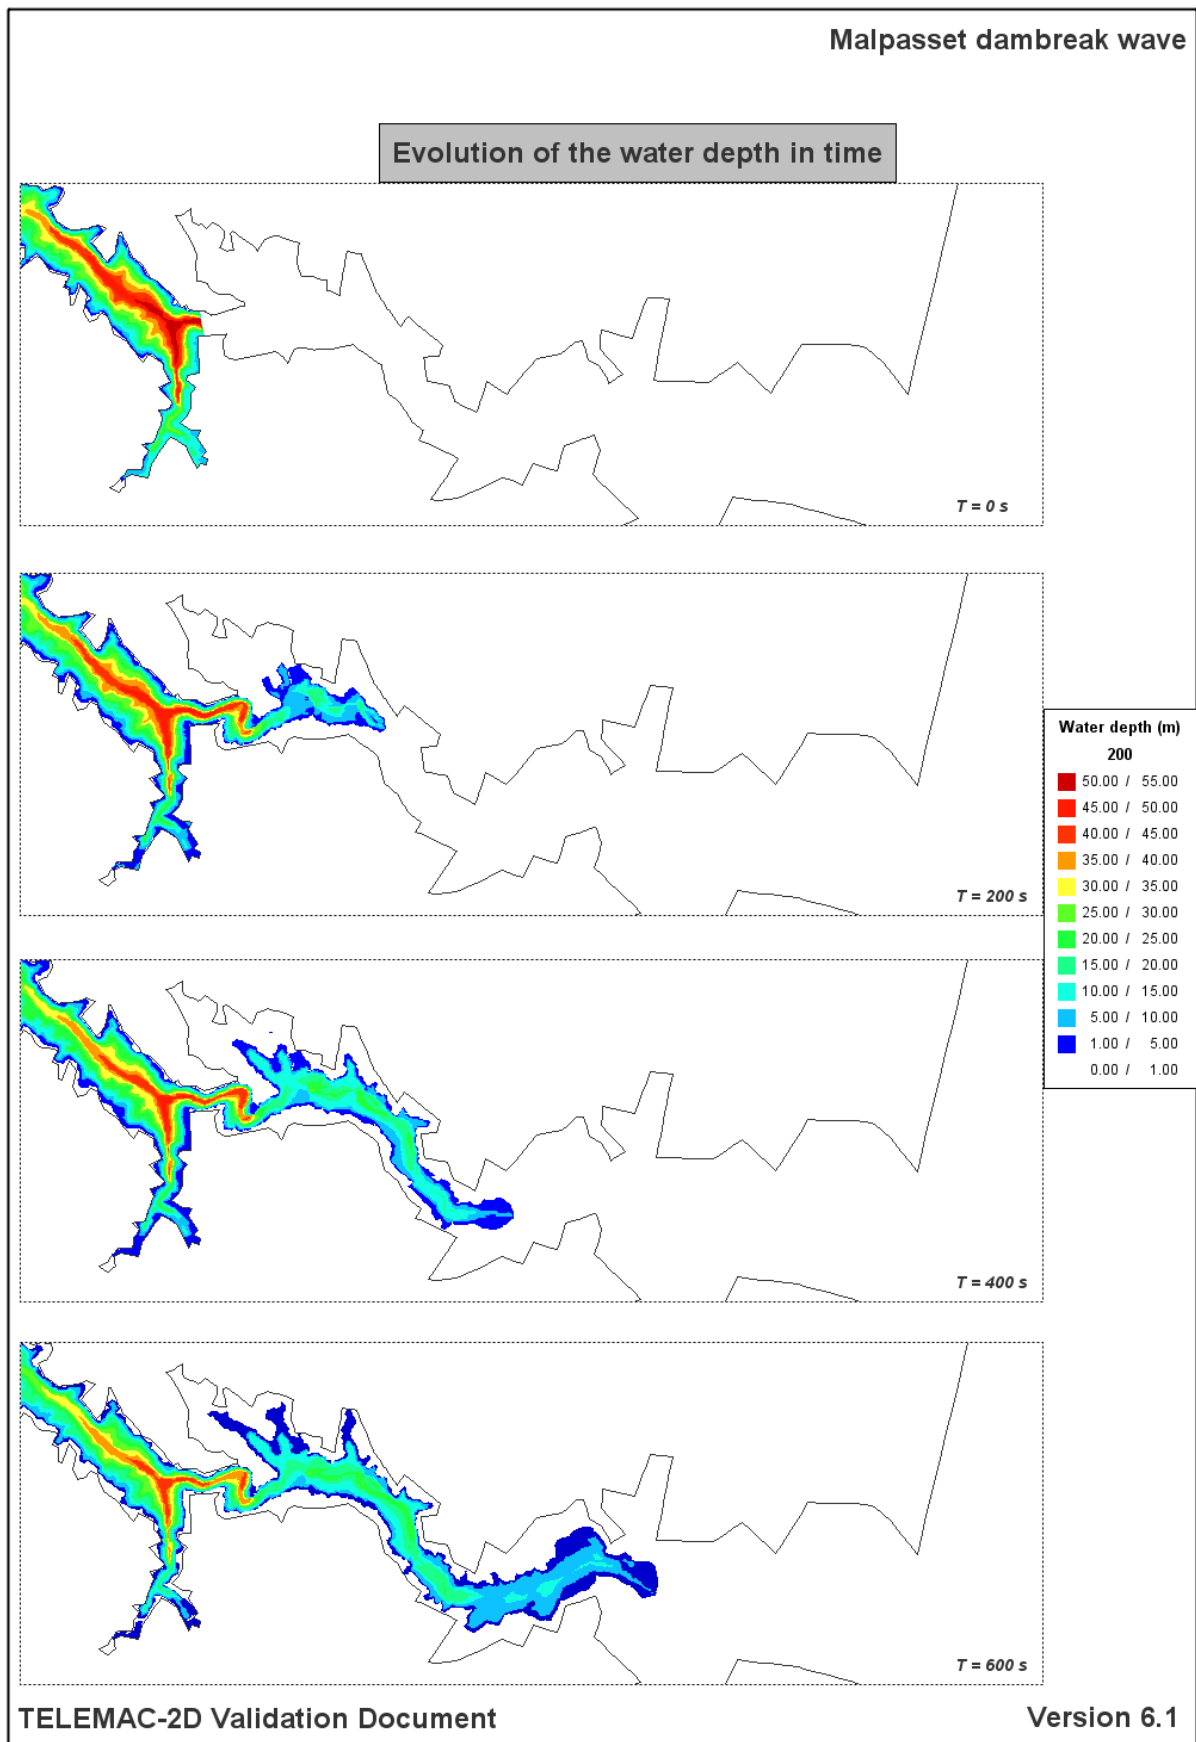 Malpasset dambreak wave
Evolution of the water depth in time
T = 0 s
T = 200 s
Water depth (m)
200
50.00 / 55.00
45.00 / 50.00
40.00 / 45.00
35.00 / 40.00
30.00 / 35.00
25.00 / 30.00
20.00 / 25.00
15.00 / 20.00
10.00 / 15.00
5.00 / 10.00
1.00 / 5.00
0.00 / 1.00
T = 400 s
T = 600 s
TELEMAC-2D Validation Document
Version 6.1